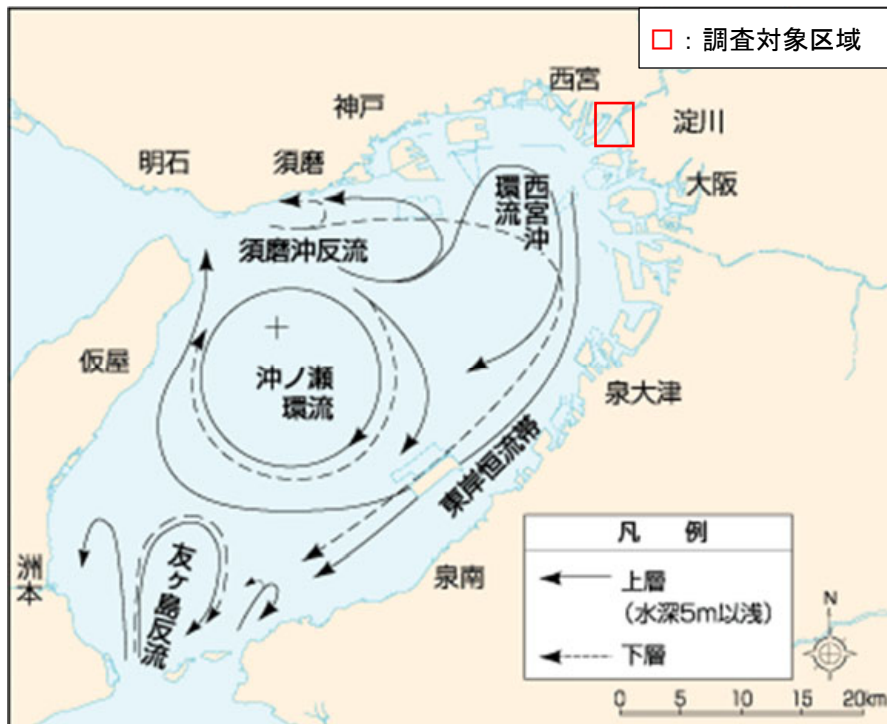 □：調査対象区域
西宮
神戸
淀川
明石
須磨
大阪
西宮沖
環流
須磨沖反流
仮屋
沖ノ瀬
環流
泉大津
東岸恒流帯
凡 例
上層
（水深5m以浅）
下層
洲本
友ヶ島反流
泉南
N
0 5 10 15 20km